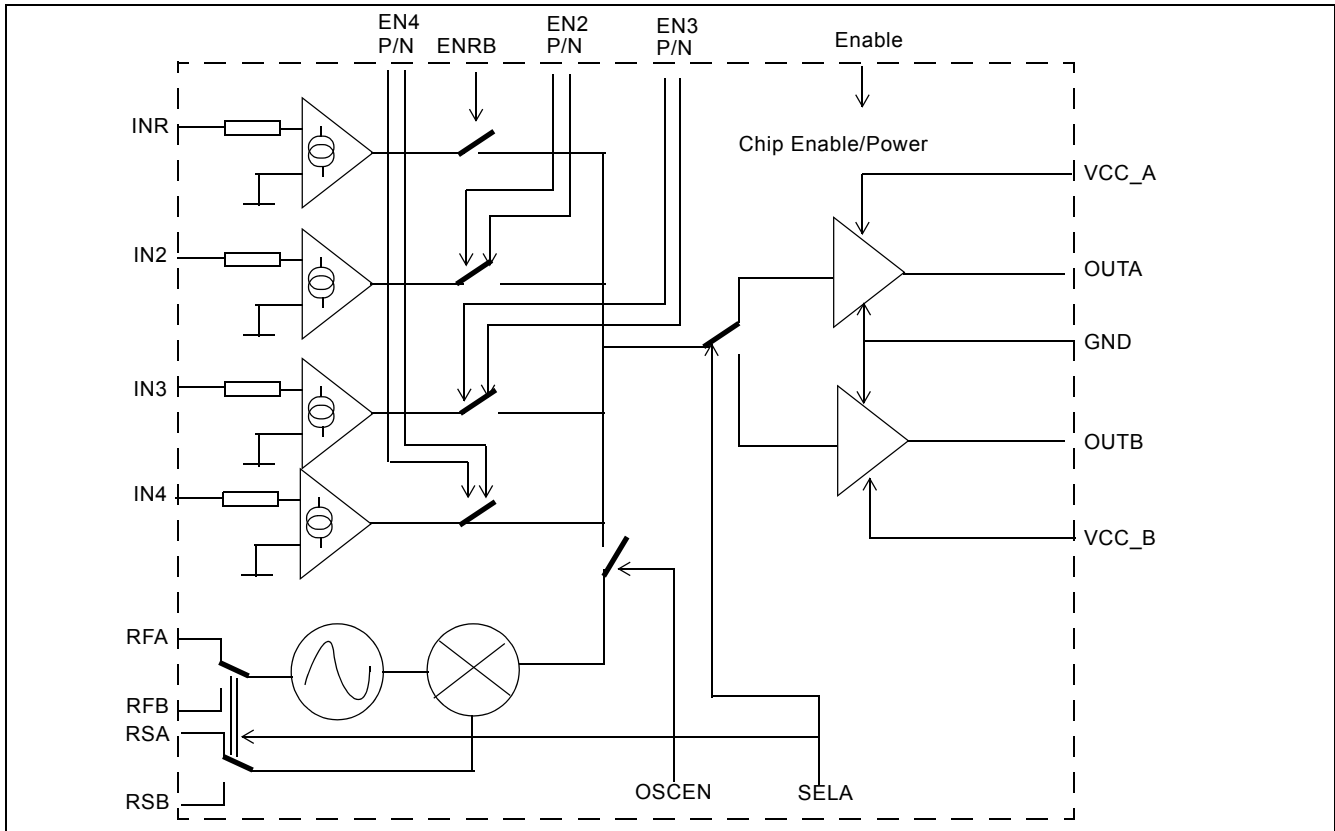 EN4
P/N
ENRB
EN2
P/N
EN3
P/N
Enable
INR
Chip Enable/Power
VCC_A
IN2
OUTA
GND
IN3
OUTB
IN4
VCC_B
RFA
RFB
RSA
RSB
OSCEN
SELA